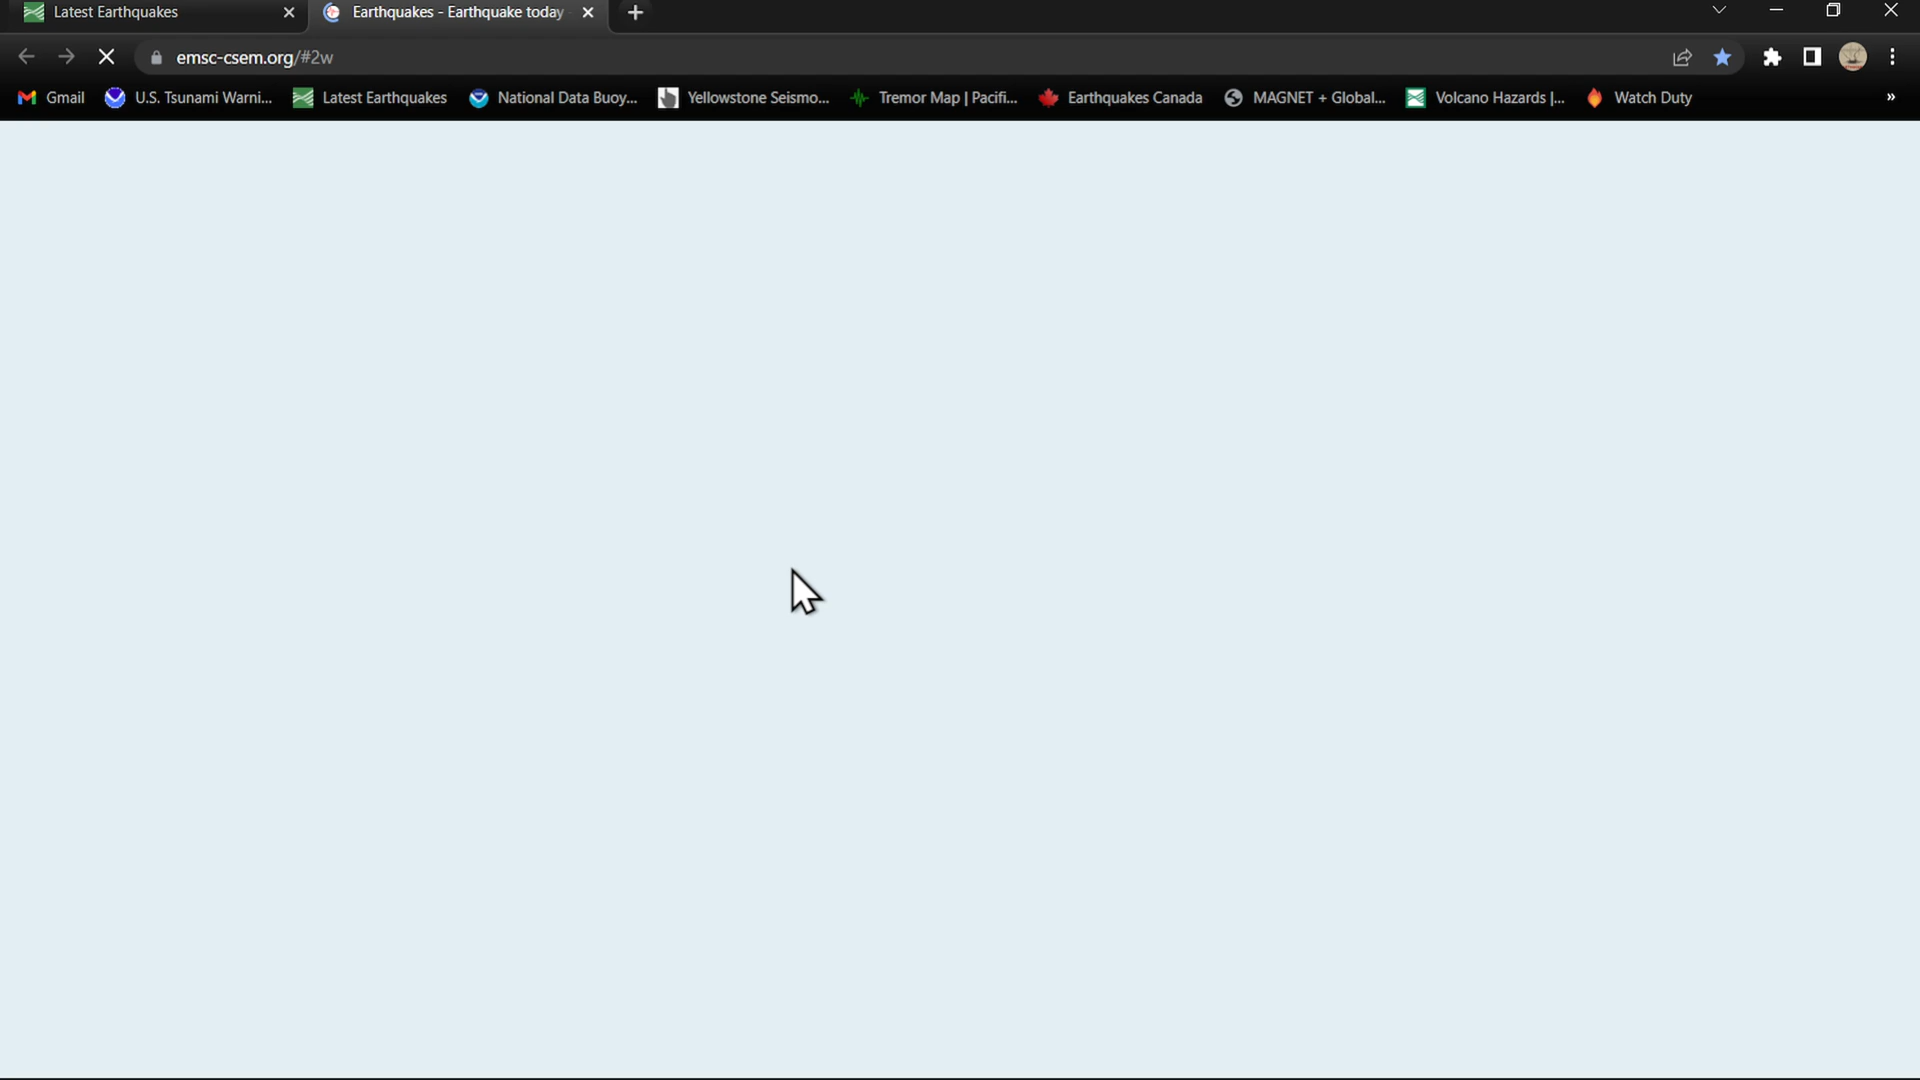 Latest Earthquakes
Earthquakes - Earthquake today
emsc-csem.org/#2w
Gmail
U.S. Tsunami Warni...
Latest Earthquakes
National Data Buoy...
Yellowstone Seismo...
Tremor Map | Pacifi...
Earthquakes Canada
MAGNET + Global...
Volcano Hazards |...
Watch Duty
»